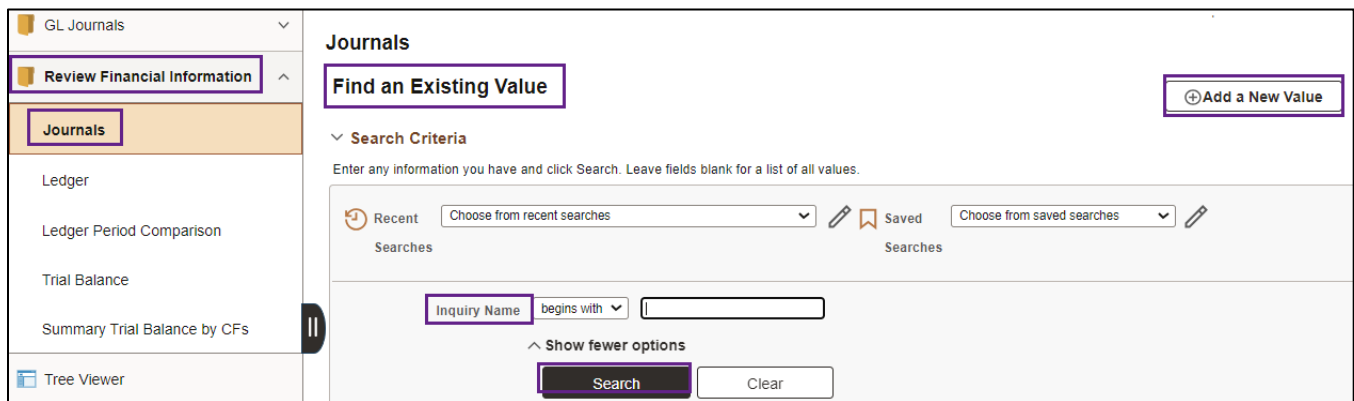 GL Journals
Review Financial Information
Journals
Ledger
Ledger Period Comparison
Trial Balance
Summary Trial Balance by CFs
Tree Viewer
Journals
Find an Existing Value
Add a New Value
Search Criteria
Enter any information you have and click Search. Leave fields blank for a list of all values.
Recent Searches
Choose from recent searches
Saved Searches
Choose from saved searches
Inquiry Name begins with
Show fewer options
Search Clear